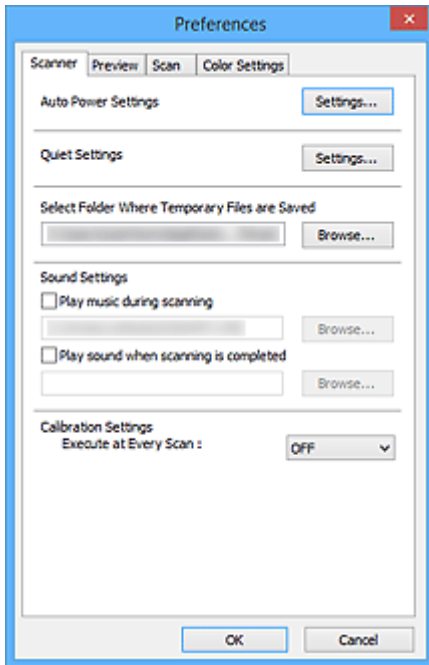 Preferences
Scanner Preview Scan Color Settings
Auto Power Settings Settings...
Quiet Settings Settings...
Select Folder Where Temporary Files are Saved
Browse...
Sound Settings
Play music during scanning
Browse...
Play sound when scanning is completed
Browse...
Calibration Settings
Execute at Every Scan : OFF
OK Cancel